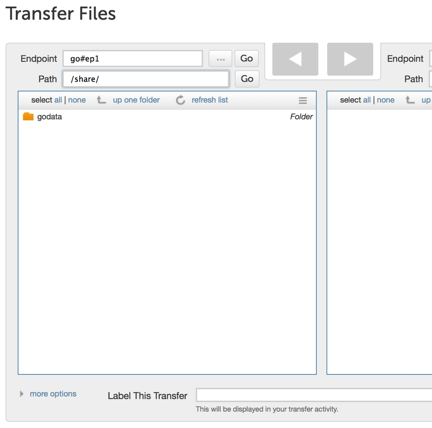 Transfer Files
Endpoint go#ep1 ... Go Endpoint
Path /share/ Go Path
select all | none up one folder refresh list select all | none up
godata Folder
more options Label This Transfer
This will be displayed in your transfer activity.